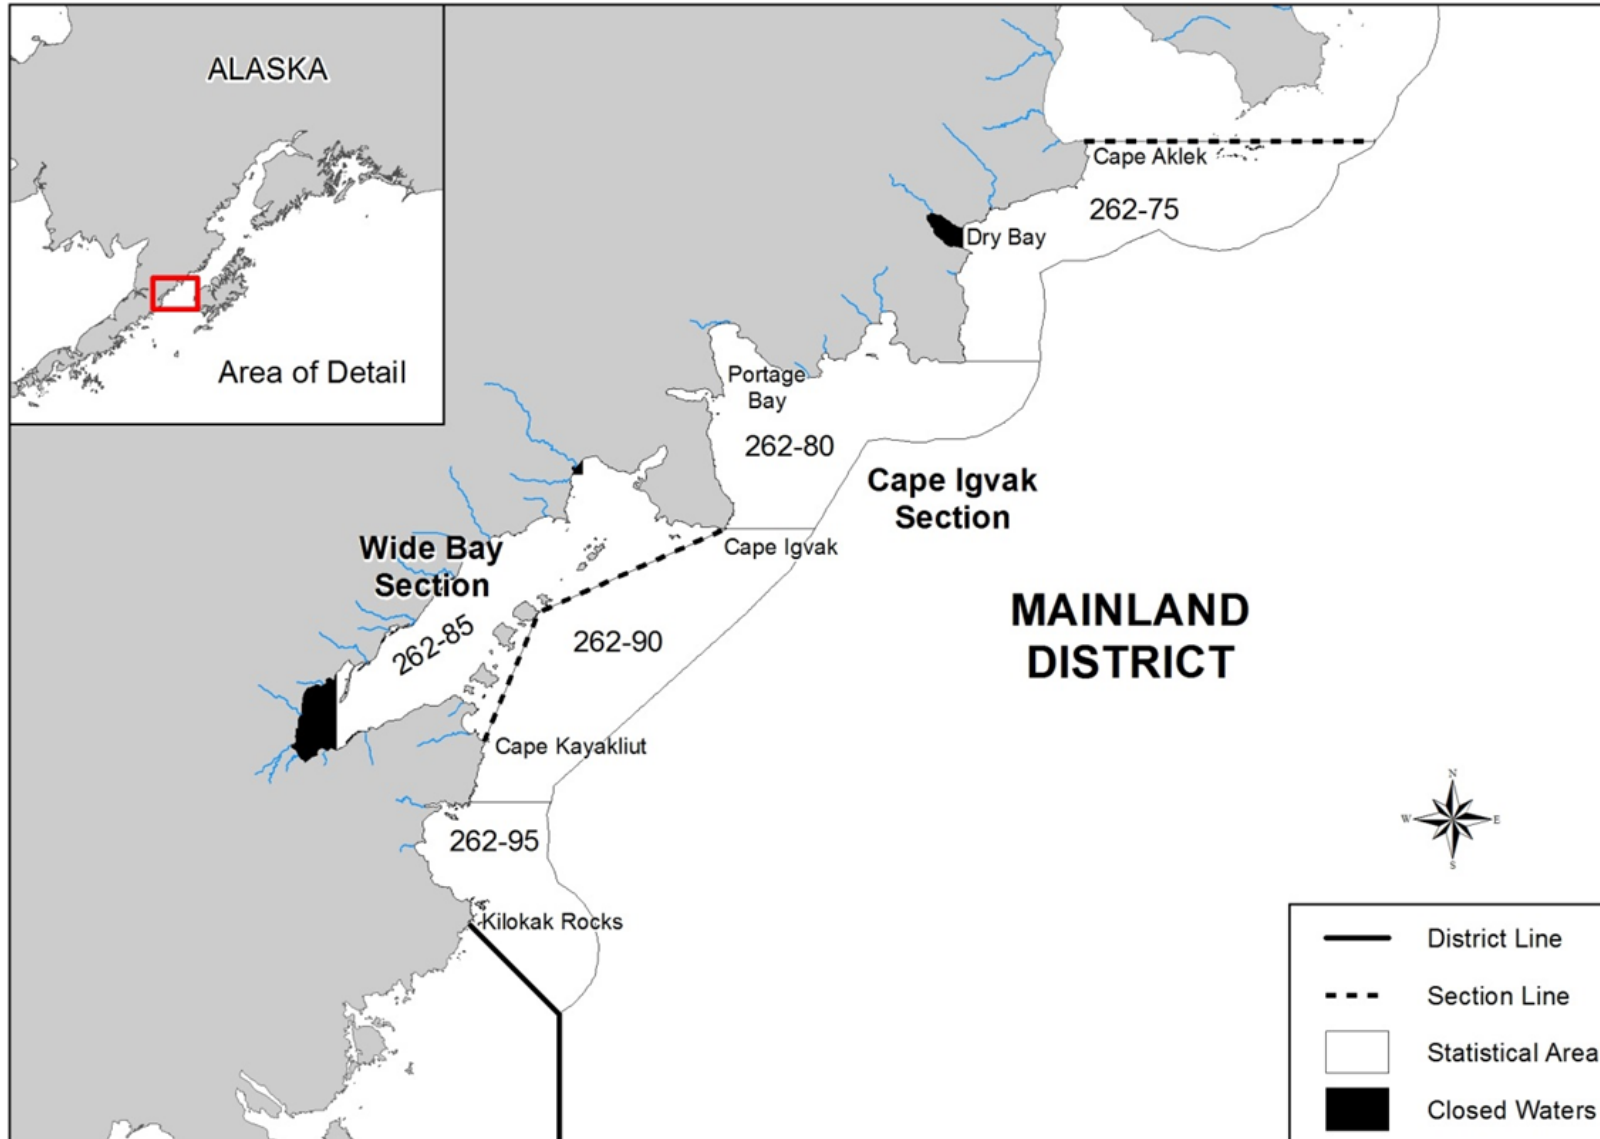 ALASKA
Area of Detail
Cape Aklek
262-75
Dry Bay
Portage
Bay
262-80
Cape Igvak
Section
Cape Igvak
Wide Bay
Section
262-85
262-90
MAINLAND
DISTRICT
Cape Kayakliut
262-95
Kilokak Rocks
N
W
E
S
District Line
Section Line
Statistical Area
Closed Waters